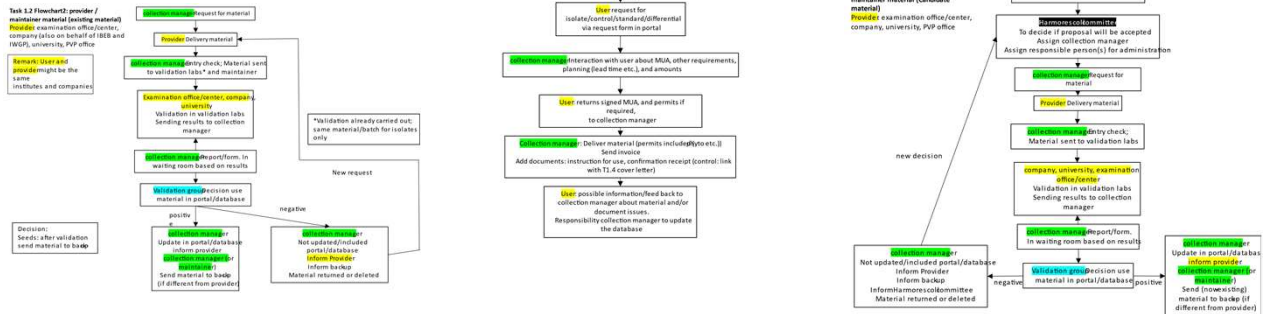 Task 1.2 Flowchart2: provider /
maintainer material (existing material)
Provider: examination office/center,
company (also on behalf of IBEB and
IWGP), university, PVP office
Remark: User and
provider might be the
same
institutes and companies
collection manager Request for material
Provider Delivery material
collection manager Entry check; Material sent
to validation labs* and maintainer
Examination office/center, company,
university
Validation in validation labs
Sending results to collection
manager
*Validation already carried out;
same material/batch for isolates
only
collection manager Report/form. In
waiting room based on results
New request
Validation group Decision use
material in portal/database
positiv
e
negative
Decision:
Seeds: after validation
send material to backup
collection manager
Update in portal/database
inform provider
collection manager (or
maintainer)
Send material to backup
(if different from provider)
collection manager
Not updated/included
portal/database
Inform Provider
Inform backup
Material returned or deleted
User request for
isolate/control/standard/differential
via request form in portal
collection manager Interaction with user about MUA, other requirements,
planning (lead time etc.), and amounts
User returns signed MUA, and permits if
required,
to collection manager
Collection manager: Deliver material (permits included (Phyto etc.))
Send invoice
Add documents: instruction for use, confirmation receipt (control: link
with T1.4 cover letter)
User: possible information/feed back to
collection manager about material and/or
document issues.
Responsibility collection manager to update
the database
maintainer material (candidate
material)
Provider: examination office/center,
company, university, PVP office
Harmorescol committee
To decide if proposal will be accepted
Assign collection manager
Assign responsible person(s) for administration
collection manager Request for
material
Provider Delivery material
collection manager Entry check;
Material sent to validation labs
new decision
company, university, examination
office/center
Validation in validation labs
Sending results to collection
manager
collection manager Report/form.
In waiting room based on results
Validation group Decision use
material in portal/database
negative
positive
collection manager
Not updated/included portal/database
Inform Provider
Inform backup
Inform Harmorescol committee
Material returned or deleted
collection manager
Update in portal/databas
inform provider
collection manager (or
maintainer)
Send (now existing)
material to backup (if
different from provider)